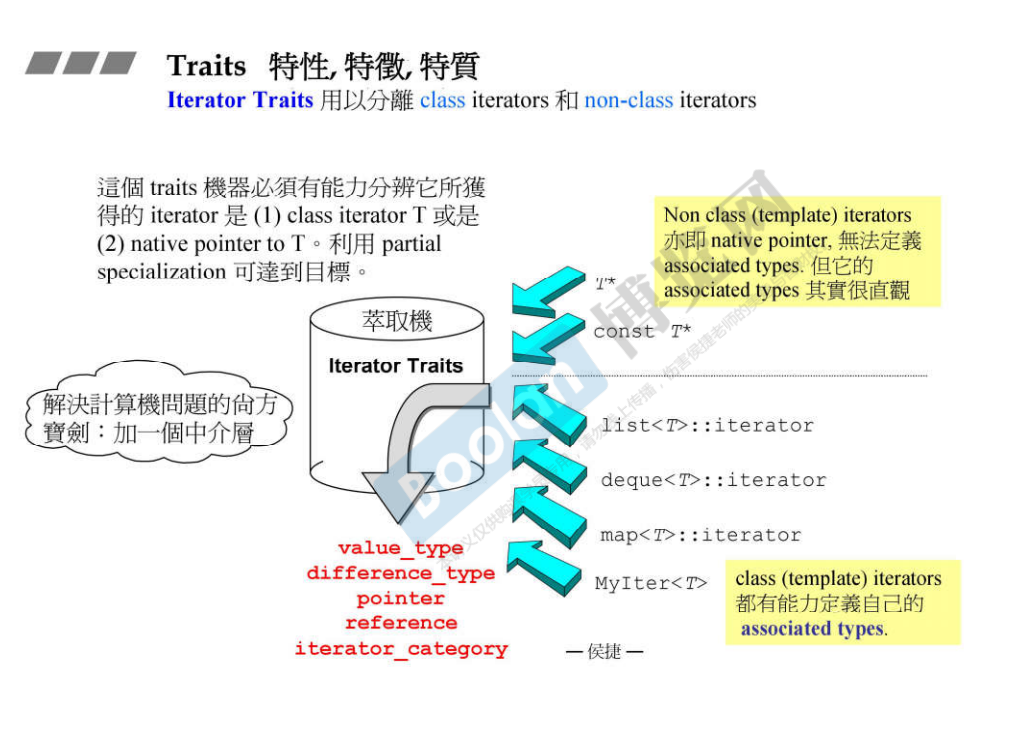 Traits 特性, 特徵, 特質
Iterator Traits 用以分離 class iterators 和 non-class iterators
這個 traits 機器必須有能力分辨它所獲
得的 iterator 是 (1) class iterator T 或是
(2) native pointer to T。利用 partial
specialization 可達到目標。
Non class (template) iterators
亦即 native pointer, 無法定義
associated types. 但它的
associated types 其實很直觀
T*
const T*
萃取機
Iterator Traits
解決計算機問題的尚方
寶劍：加一個中介層
list<T>::iterator
deque<T>::iterator
map<T>::iterator
MyIter<T>
class (template) iterators
都有能力定義自己的
associated types.
value_type
difference_type
pointer
reference
iterator_category
— 侯捷 —
Boolan
博览网